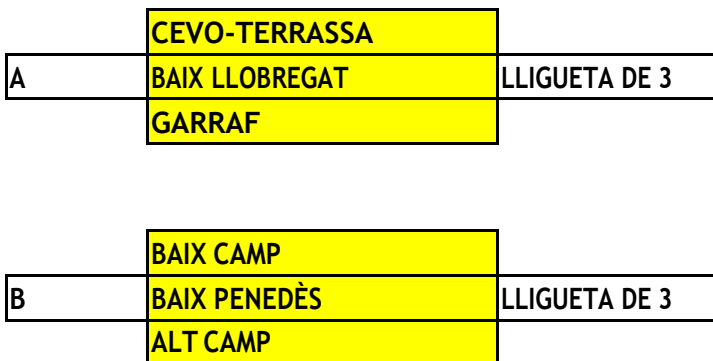 CEVO-TERRASSA
A BAIX LLOBREGAT LLIGUETA DE 3
GARRAF
BAIX CAMP
B BAIX PENEDÈS LLIGUETA DE 3
ALT CAMP